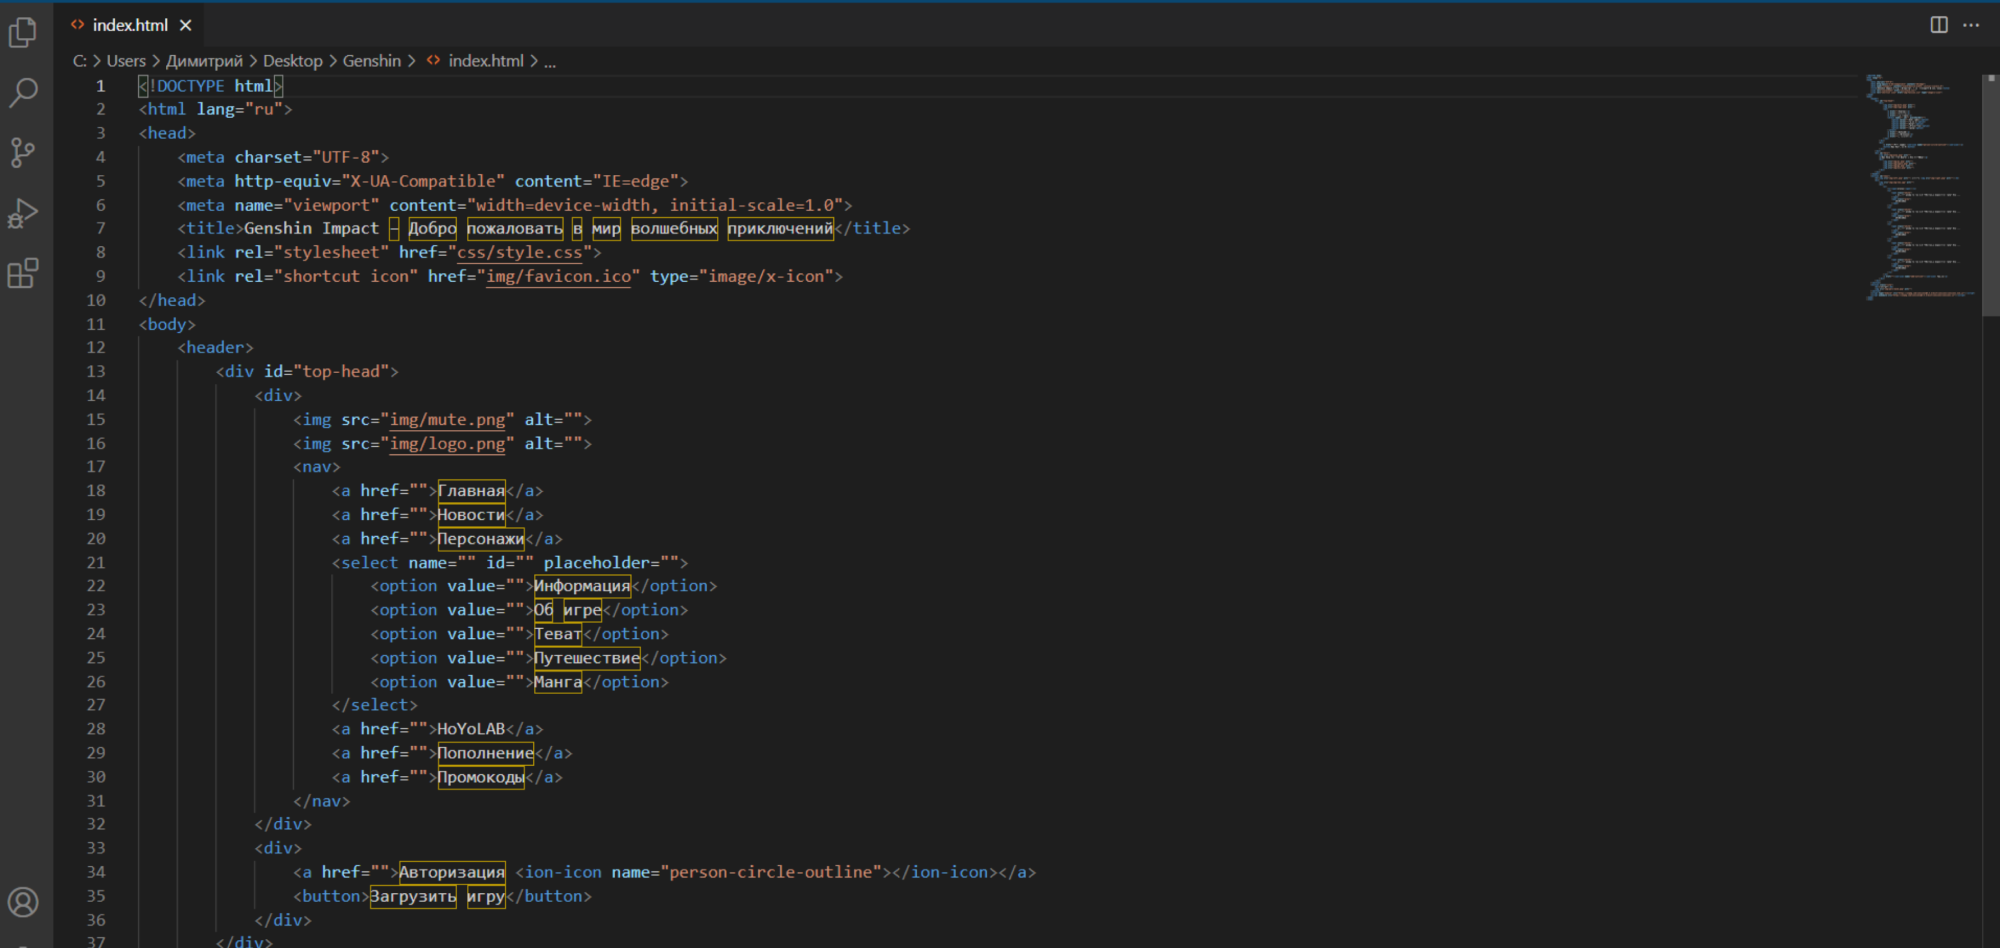 index.html
C: > Users > Димитрий > Desktop > Genshin > <> index.html > ...
1 <!DOCTYPE html>
2 <html lang="ru">
3 <head>
4     <meta charset="UTF-8">
5     <meta http-equiv="X-UA-Compatible" content="IE=edge">
6     <meta name="viewport" content="width=device-width, initial-scale=1.0">
7     <title>Genshin Impact – Добро пожаловать в мир волшебных приключений</title>
8     <link rel="stylesheet" href="css/style.css">
9     <link rel="shortcut icon" href="img/favicon.ico" type="image/x-icon">
10 </head>
11 <body>
12     <header>
13         <div id="top-head">
14             <div>
15                 <img src="img/mute.png" alt="">
16                 <img src="img/logo.png" alt="">
17                 <nav>
18                     <a href="">Главная</a>
19                     <a href="">Новости</a>
20                     <a href="">Персонажи</a>
21                     <select name="" id="" placeholder="">
22                         <option value="">Информация</option>
23                         <option value="">Об игре</option>
24                         <option value="">Теват</option>
25                         <option value="">Путешествие</option>
26                         <option value="">Манга</option>
27                     </select>
28                     <a href="">HoYoLAB</a>
29                     <a href="">Пополнение</a>
30                     <a href="">Промокоды</a>
31                 </nav>
32             </div>
33             <div>
34                 <a href="">Авторизация <ion-icon name="person-circle-outline"></ion-icon></a>
35                 <button>Загрузить игру</button>
36             </div>
37         </div>